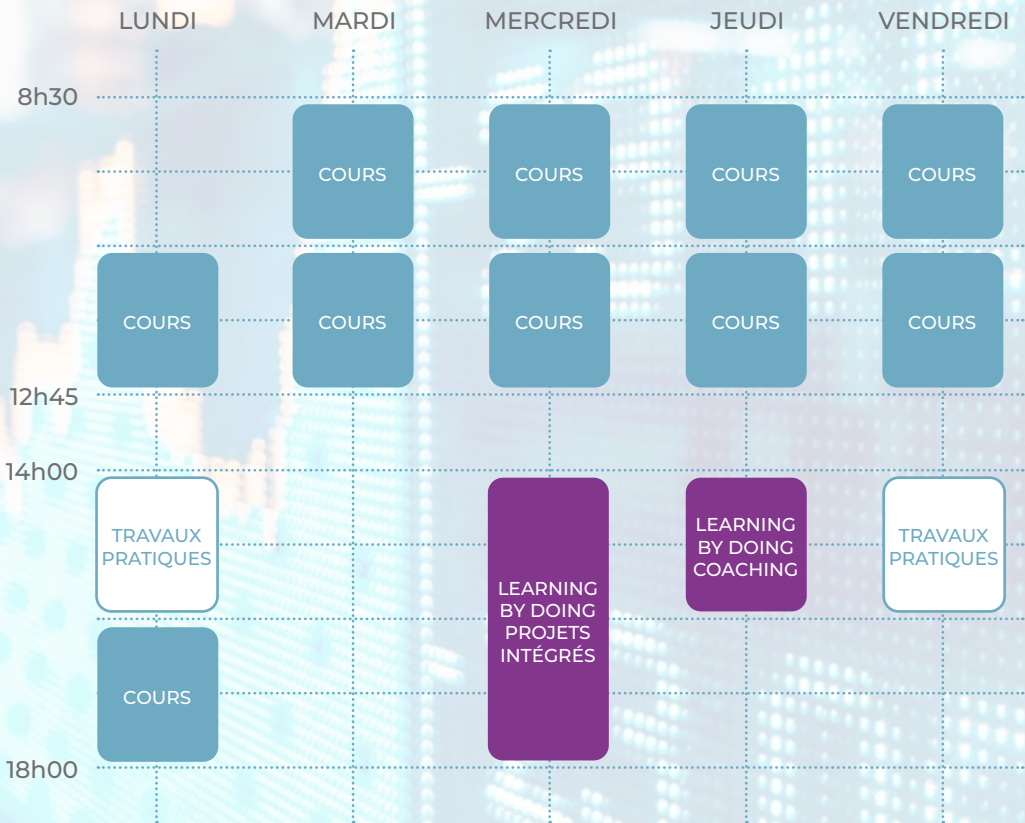 LUNDI MARDI MERCREDI JEUDI VENDREDI
8h30
COURS COURS COURS COURS
COURS COURS COURS COURS COURS
12h45
14h00
TRAVAUX
PRATIQUES
LEARNING
BY DOING
PROJETS
INTÉGRÉS
LEARNING
BY DOING
COACHING
TRAVAUX
PRATIQUES
COURS
18h00